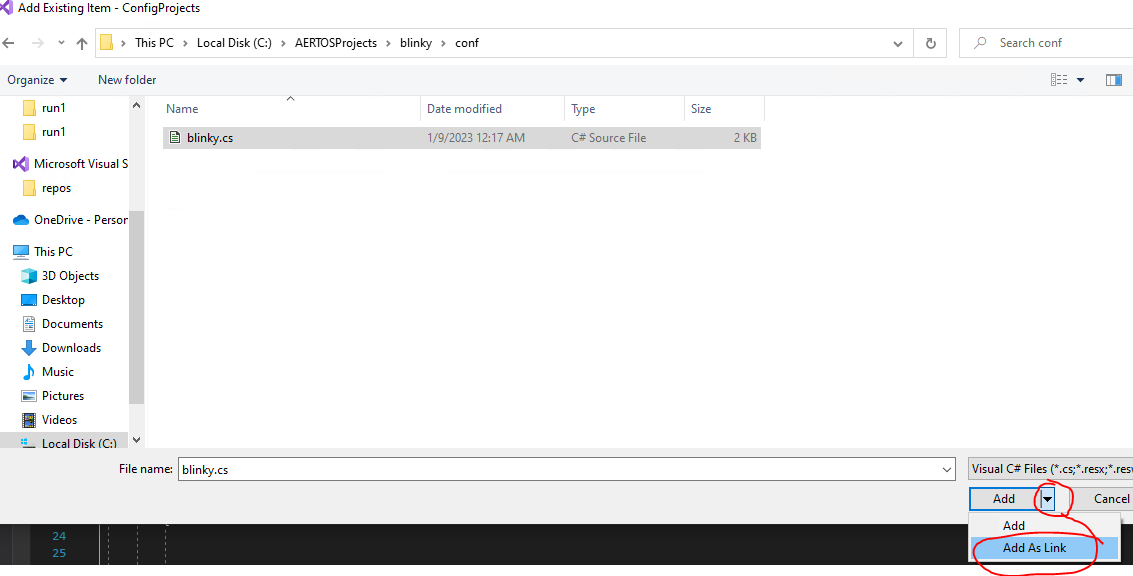 Add Existing Item - ConfigProjects
This PC > Local Disk (C:) > AERTOSProjects > blinky > conf
Search conf
Organize
New folder
Name
Date modified
Type
Size
blinky.cs
1/9/2023 12:17 AM
C# Source File
2 KB
run1
run1
Microsoft Visual S
repos
OneDrive - Person
This PC
3D Objects
Desktop
Documents
Downloads
Music
Pictures
Videos
Local Disk (C:)
File name:
blinky.cs
Visual C# Files (*.cs;*.resx;*.resw
Add
Cancel
Add
Add As Link
24
25